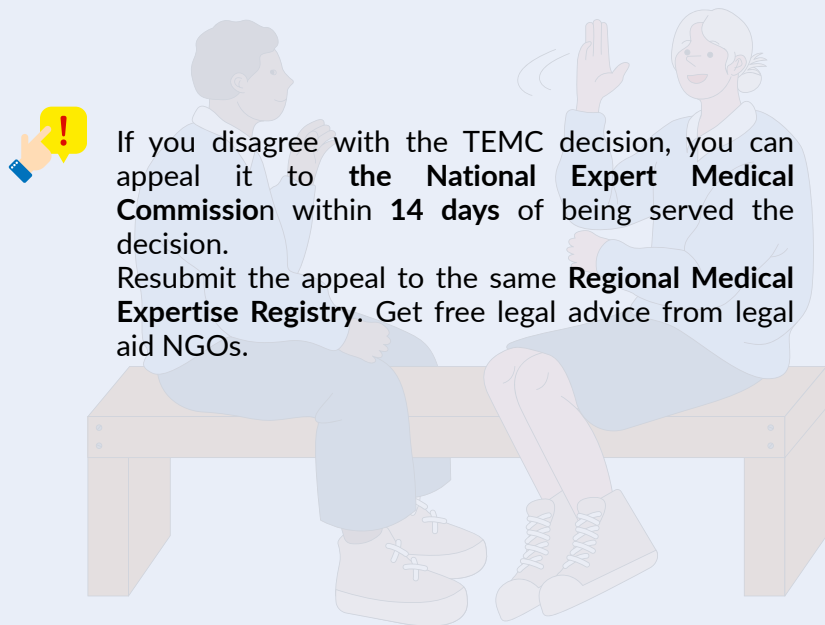 If you disagree with the TEMC decision, you can
appeal it to the National Expert Medical
Commission within 14 days of being served the
decision.
Resubmit the appeal to the same Regional Medical
Expertise Registry. Get free legal advice from legal
aid NGOs.